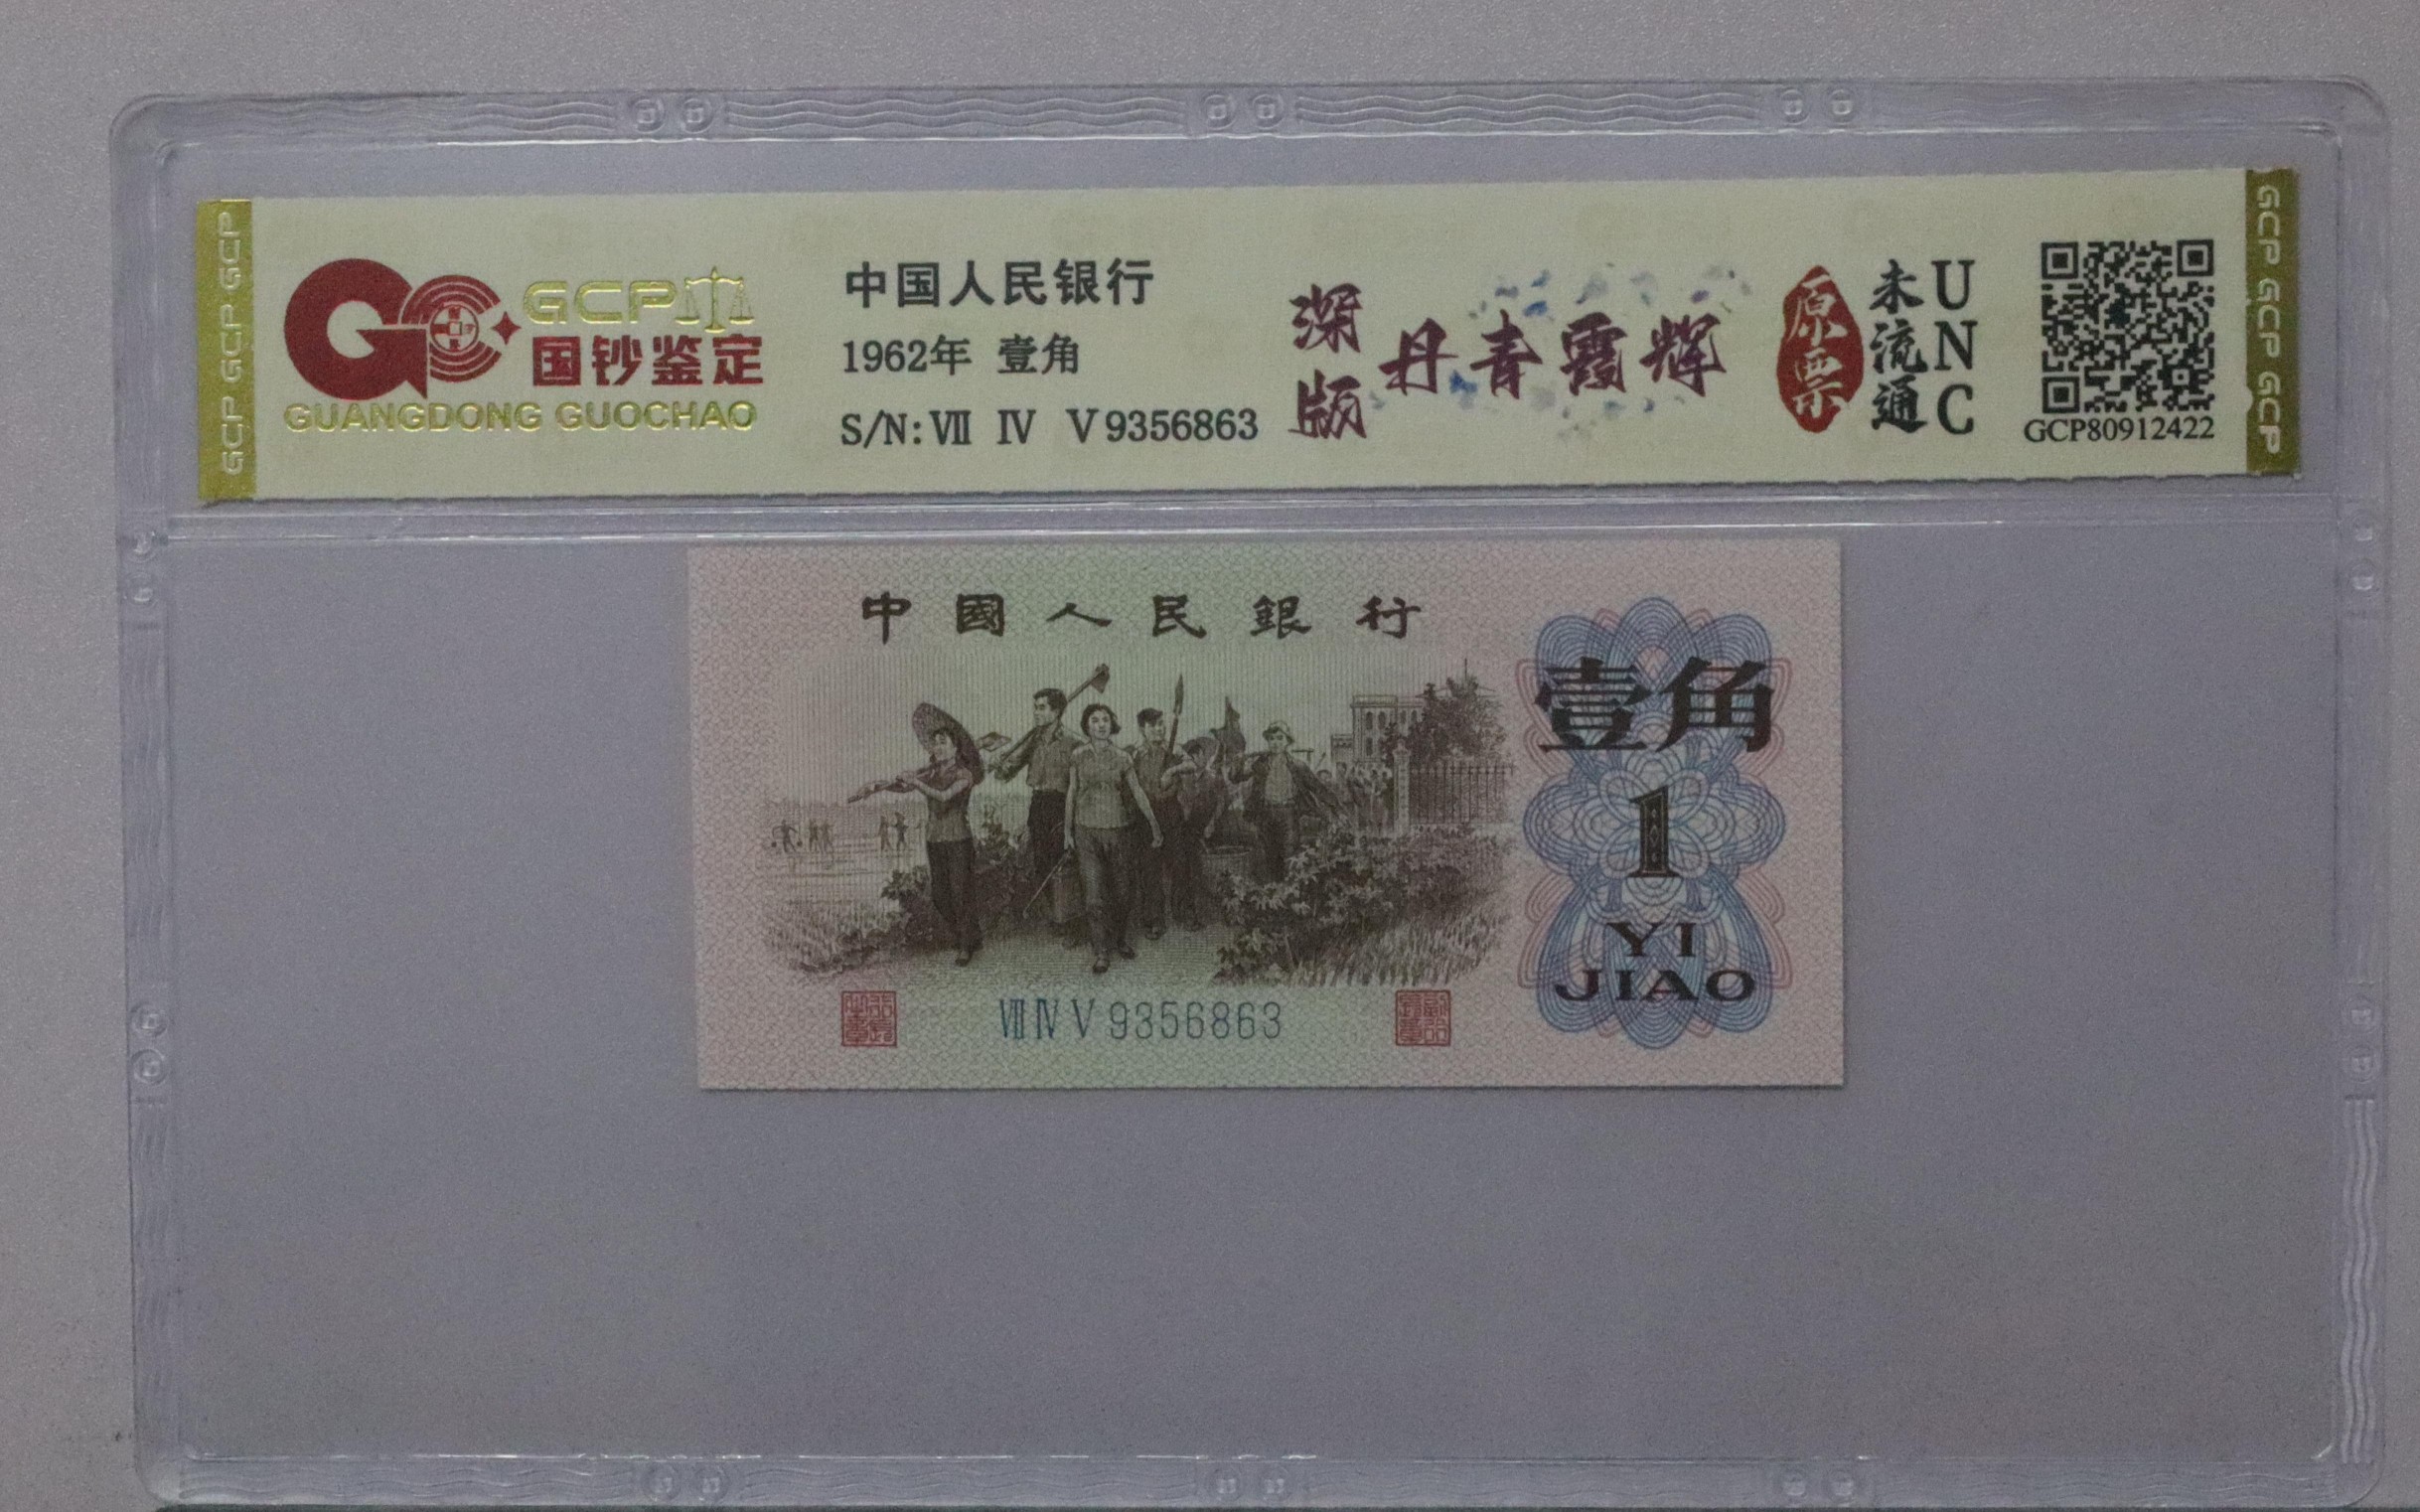 GCP GCP GCP
GCP
国钞鉴定
GUANGDONG GUOCHAO
中国人民银行
1962年 壹角
S/N: Ⅶ Ⅳ Ⅴ 9356863
深版
丹青霞辉
原票
未流通
UNC
GCP80912422
GCP GCP GCP
中國人民銀行
壹角
1
YI
JIAO
ⅦⅣⅤ9356863